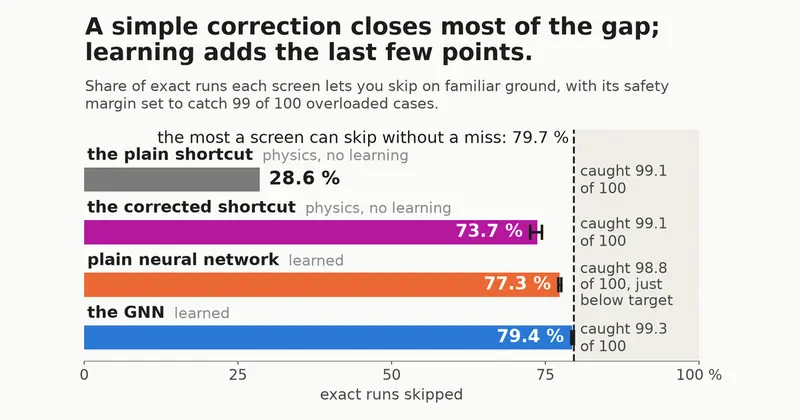 A simple correction closes most of the gap;
learning adds the last few points.
Share of exact runs each screen lets you skip on familiar ground, with its safety
margin set to catch 99 of 100 overloaded cases.
the most a screen can skip without a miss: 79.7 %
the plain shortcut physics, no learning
28.6 %
caught 99.1
of 100
the corrected shortcut physics, no learning
73.7 %
caught 99.1
of 100
plain neural network learned
77.3 %
caught 98.8
of 100, just
below target
the GNN learned
79.4 %
caught 99.3
of 100
0 25 50 75 100 %
exact runs skipped